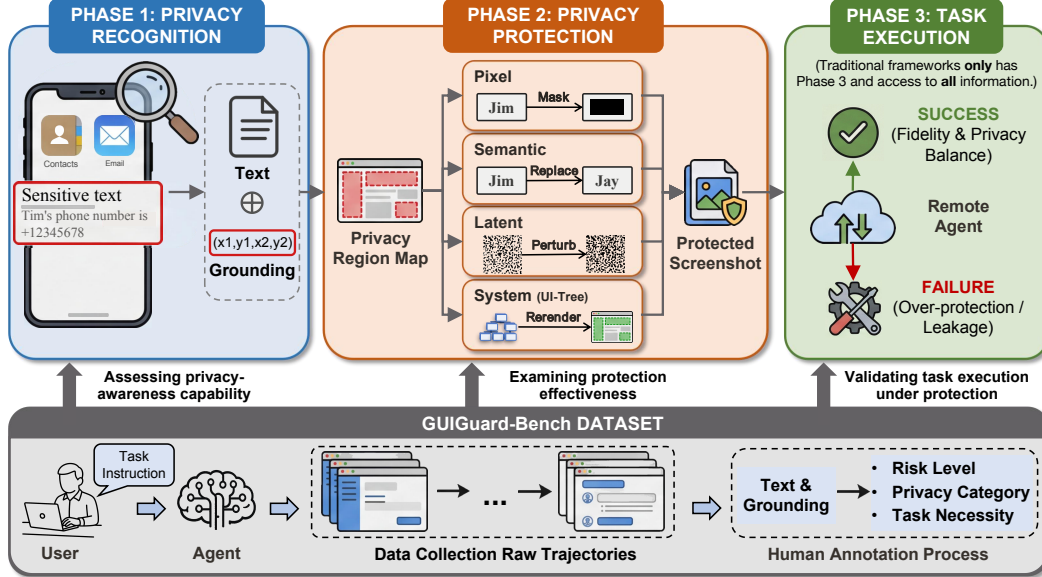 PHASE 1: PRIVACY
RECOGNITION
Contacts
Email
Sensitive text
Tim's phone number is
+12345678
Text
(x1,y1,x2,y2)
Grounding
PHASE 2: PRIVACY
PROTECTION
Privacy
Region Map
Pixel
Jim
Mask
Semantic
Jim
Replace
Jay
Latent
Perturb
System (UI-Tree)
Rerender
Protected
Screenshot
PHASE 3: TASK
EXECUTION
(Traditional frameworks only has
Phase 3 and access to all information.)
SUCCESS
(Fidelity & Privacy
Balance)
Remote
Agent
FAILURE
(Over-protection /
Leakage)
Assessing privacy-
awareness capability
Examining protection
effectiveness
Validating task execution
under protection
GUIGuard-Bench DATASET
Task
Instruction
User
Agent
...
Data Collection Raw Trajectories
Text &
Grounding
• Risk Level
• Privacy Category
• Task Necessity
Human Annotation Process